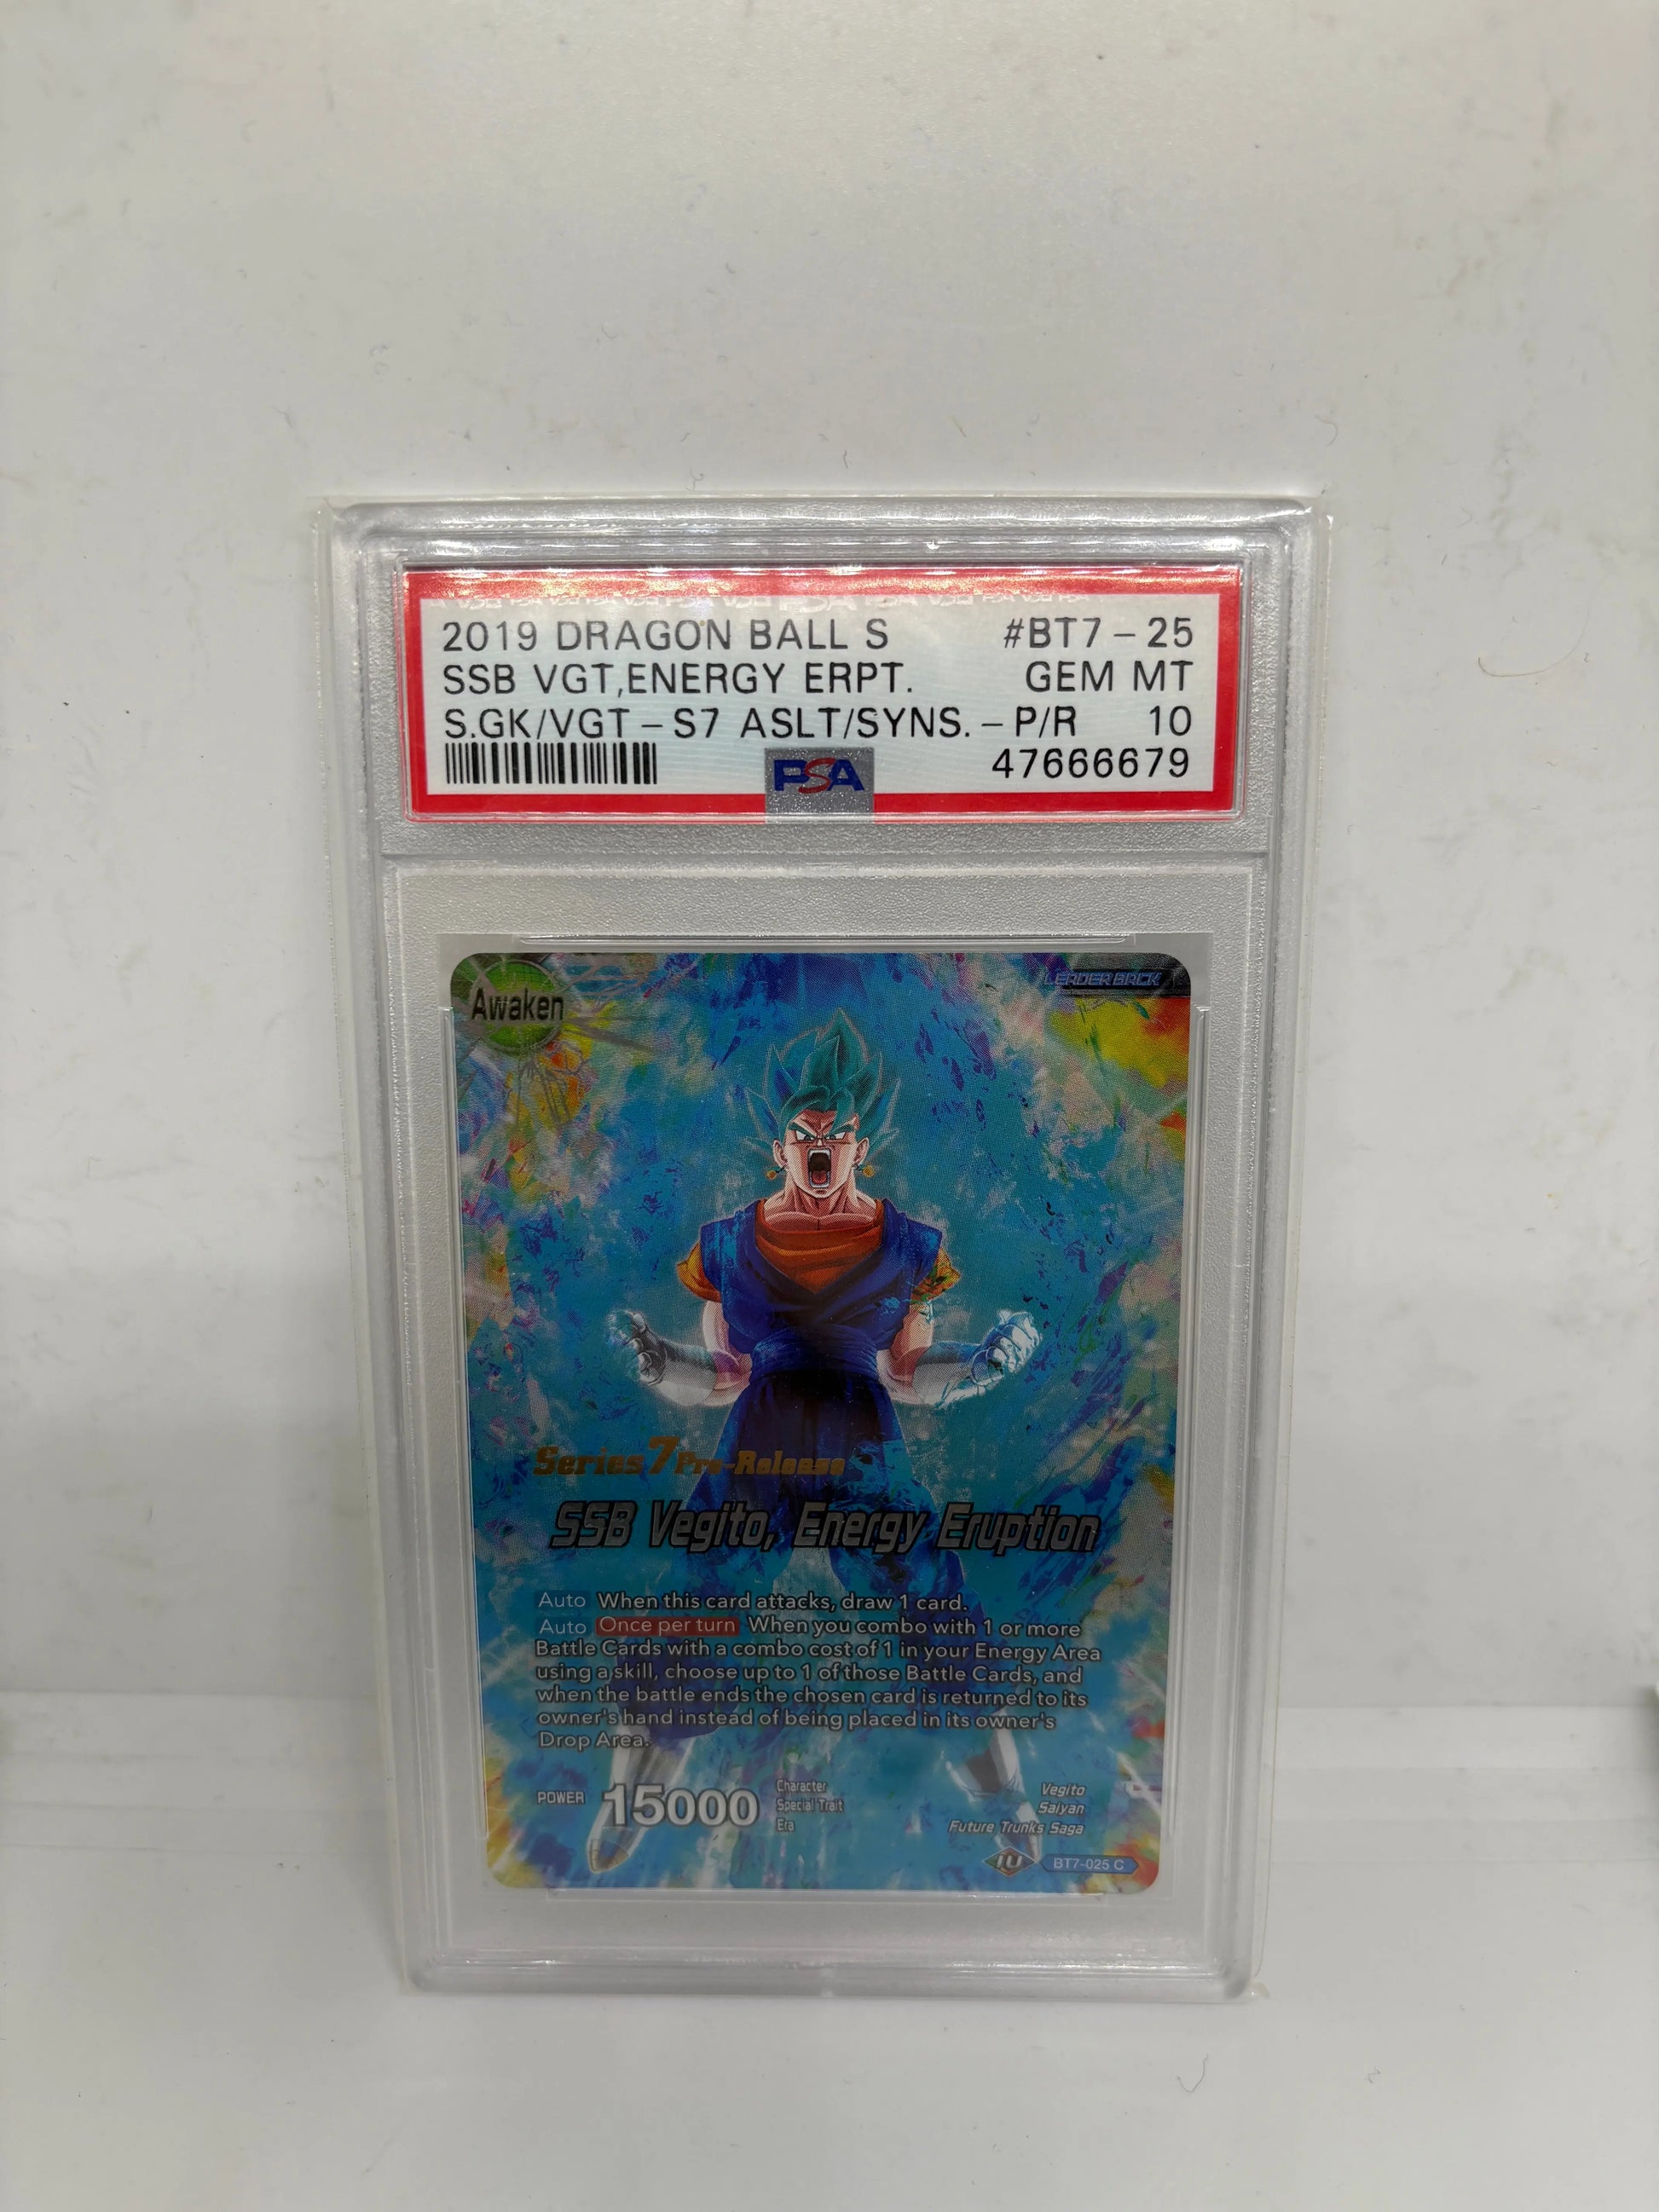 2019 DRAGON BALL S #BT7-25
SSB VGT,ENERGY ERPT. GEM MT
S.GK/VGT-S7 ASLT/SYNS.-P/R 10
PSA 47666679
Awaken
LEADER BACK
Series 7 Pre-Release
SSB Vegito, Energy Eruption
Auto When this card attacks, draw 1 card.
Auto Once per turn When you combo with 1 or more
Battle Cards with a combo cost of 1 in your Energy Area
using a skill, choose up to 1 of those Battle Cards, and
when the battle ends the chosen card is returned to its
owner's hand instead of being placed in its owner's
Drop Area.
POWER 15000
Character Vegito
Special Trait Saiyan
Era Future Trunks Saga
IU BT7-025 C